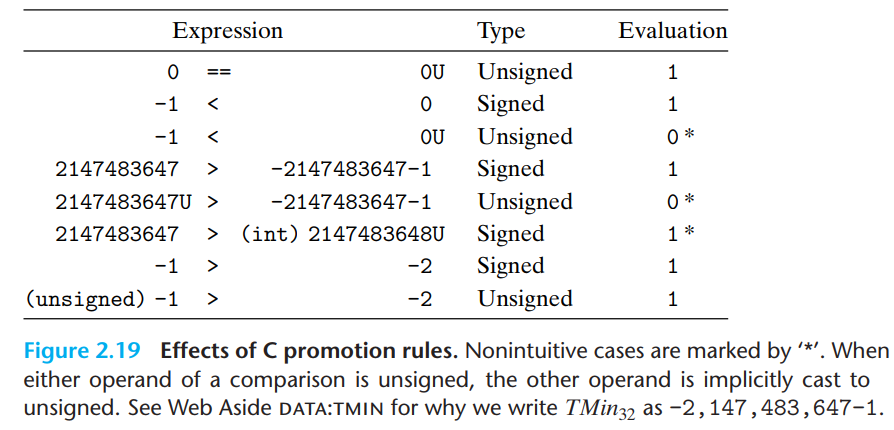 Expression Type Evaluation
0 == 0U Unsigned 1
-1 < 0 Signed 1
-1 < 0U Unsigned 0 *
2147483647 > -2147483647-1 Signed 1
2147483647U > -2147483647-1 Unsigned 0 *
2147483647 > (int) 2147483648U Signed 1 *
-1 > -2 Signed 1
(unsigned) -1 > -2 Unsigned 1
Figure 2.19 Effects of C promotion rules. Nonintuitive cases are marked by ‘*’. When
either operand of a comparison is unsigned, the other operand is implicitly cast to
unsigned. See Web Aside DATA:TMIN for why we write TMin32 as -2,147,483,647-1.